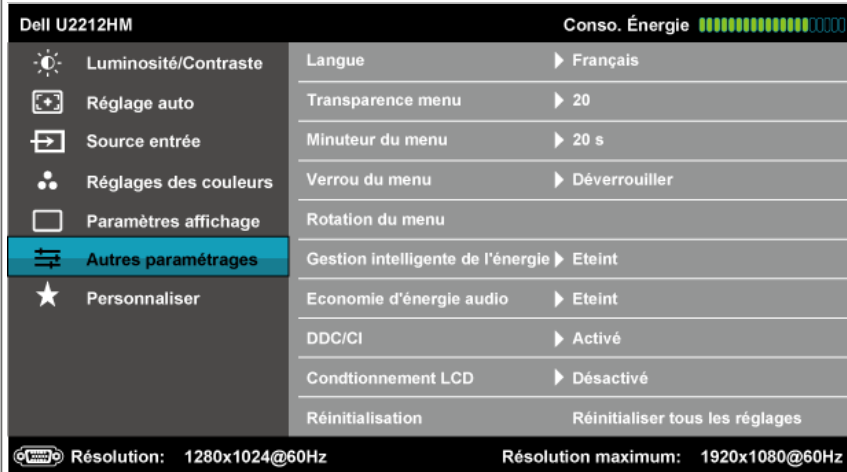 Dell U2212HM Conso. Énergie
Luminosité/Contraste Langue Français
Réglage auto Transparence menu 20
Source entrée Minuteur du menu 20 s
Réglages des couleurs Verrou du menu Déverrouiller
Paramètres affichage Rotation du menu
Autres paramétrages Gestion intelligente de l'énergie Eteint
Personnaliser Economie d'énergie audio Eteint
DDC/CI Activé
Condtionnement LCD Désactivé
Réinitialisation Réinitialiser tous les réglages
Résolution: 1280x1024@60Hz Résolution maximum: 1920x1080@60Hz